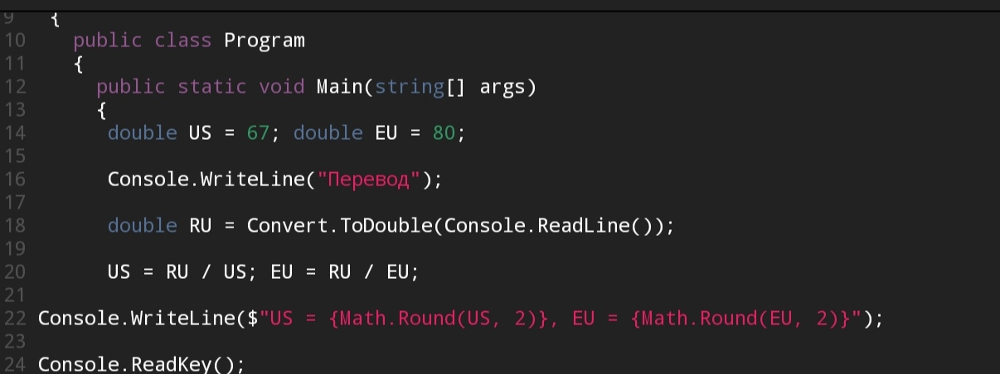 9 {
10 public class Program
11 {
12 public static void Main(string[] args)
13 {
14 double US = 67; double EU = 80;
15
16 Console.WriteLine("Перевод");
17
18 double RU = Convert.ToDouble(Console.ReadLine());
19
20 US = RU / US; EU = RU / EU;
21
22 Console.WriteLine($"US = {Math.Round(US, 2)}, EU = {Math.Round(EU, 2)}");
23
24 Console.ReadKey();